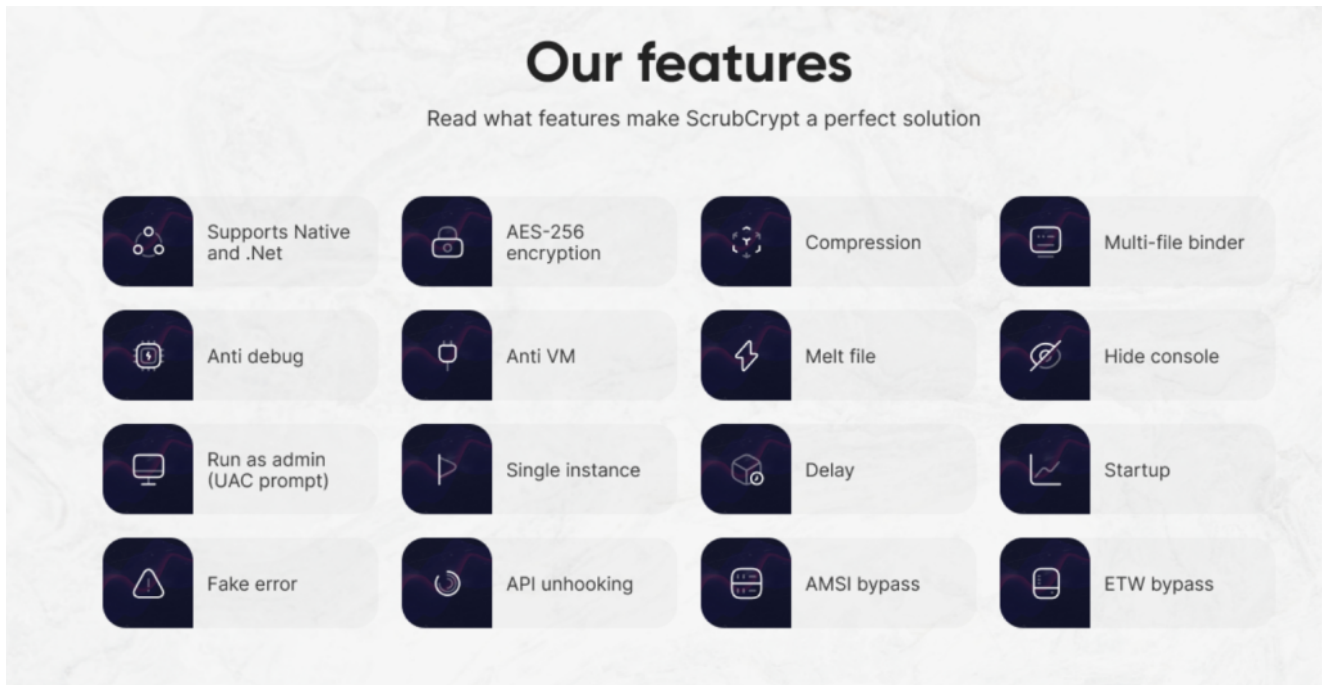 Our features
Read what features make ScrubCrypt a perfect solution
Supports Native
and .Net
AES-256
encryption
Compression
Multi-file binder
Anti debug
Anti VM
Melt file
Hide console
Run as admin
(UAC prompt)
Single instance
Delay
Startup
Fake error
API unhooking
AMSI bypass
ETW bypass